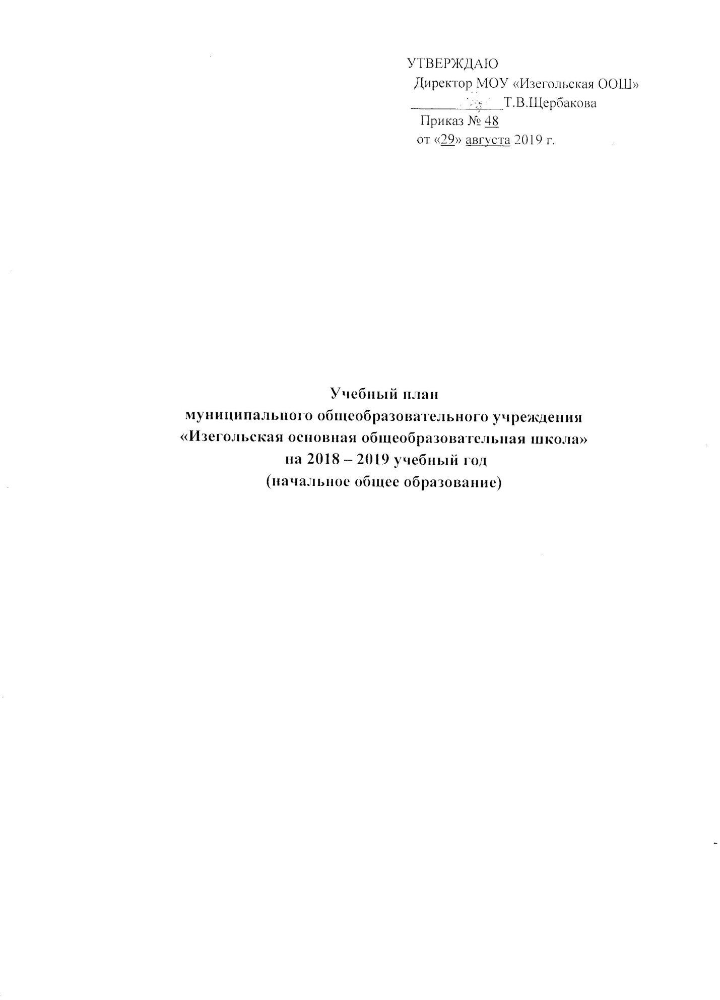 УТВЕРЖДАЮ
Директор МОУ «Изегольская ООШ»
____________Т.В.Щербакова
Приказ № 48
от «29» августа 2019 г.
Учебный план
муниципального общеобразовательного учреждения
«Изегольская основная общеобразовательная школа»
на 2018 – 2019 учебный год
(начальное общее образование)